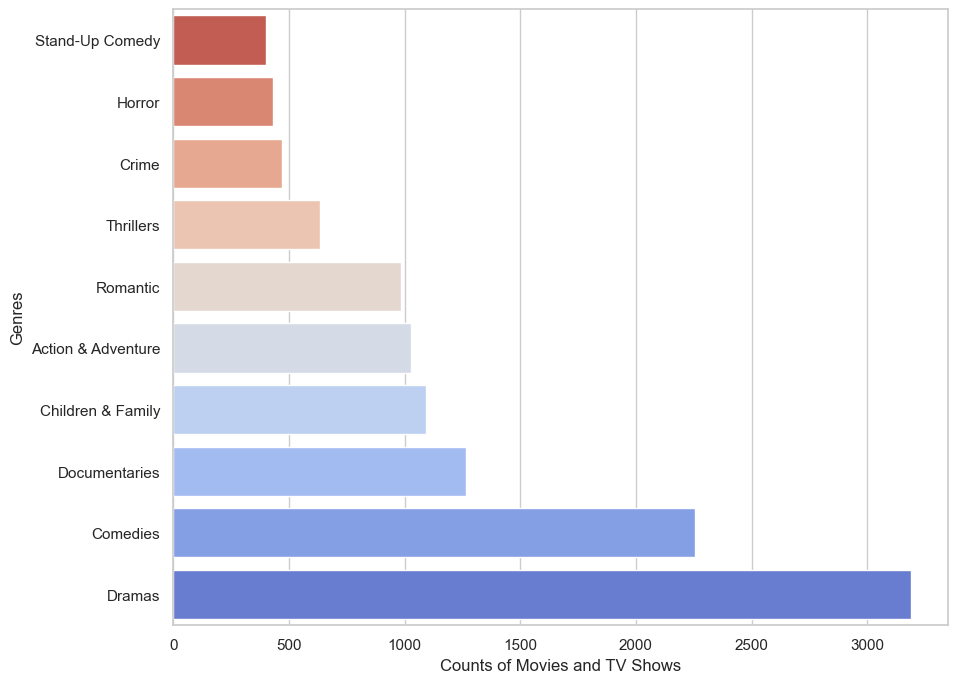 Stand-Up Comedy
Horror
Crime
Thrillers
Romantic
Action & Adventure
Children & Family
Documentaries
Comedies
Dramas
Genres
0 500 1000 1500 2000 2500 3000
Counts of Movies and TV Shows